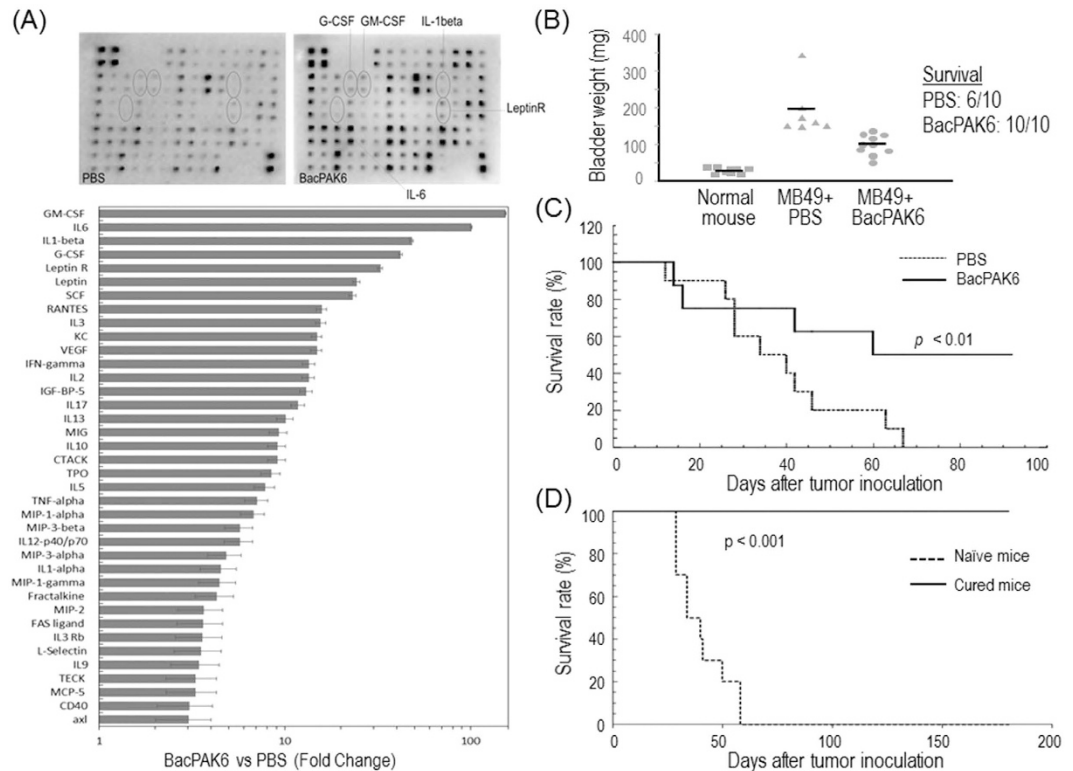 (A)
G-CSF GM-CSF IL-1beta
LeptinR
PBS
BacPAK6
IL-6
GM-CSF
IL6
IL1-beta
G-CSF
Leptin R
Leptin
SCF
RANTES
IL3
KC
VEGF
IFN-gamma
IL2
IGF-BP-5
IL17
IL13
MIG
IL10
CTACK
TPO
IL5
TNF-alpha
MIP-1-alpha
MIP-3-beta
IL12-p40/p70
MIP-3-alpha
IL1-alpha
MIP-1-gamma
Fractalkine
MIP-2
FAS ligand
IL3 Rb
L-Selectin
IL9
TECK
MCP-5
CD40
axl
1 10 100
BacPAK6 vs PBS (Fold Change)
(B)
Bladder weight (mg)
400
300
200
100
0
Survival
PBS: 6/10
BacPAK6: 10/10
Normal mouse
MB49+ PBS
MB49+ BacPAK6
(C)
Survival rate (%)
120
100
80
60
40
20
0
PBS
BacPAK6
p < 0.01
0 20 40 60 80 100
Days after tumor inoculation
(D)
Survival rate (%)
100
80
60
40
20
0
p < 0.001
Naïve mice
Cured mice
0 50 100 150 200
Days after tumor inoculation